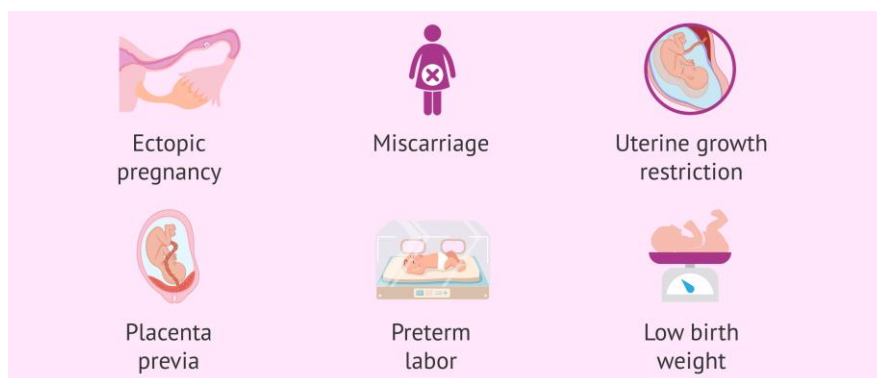 Ectopic
pregnancy
Miscarriage
Uterine growth
restriction
Placenta
previa
Preterm
labor
Low birth
weight